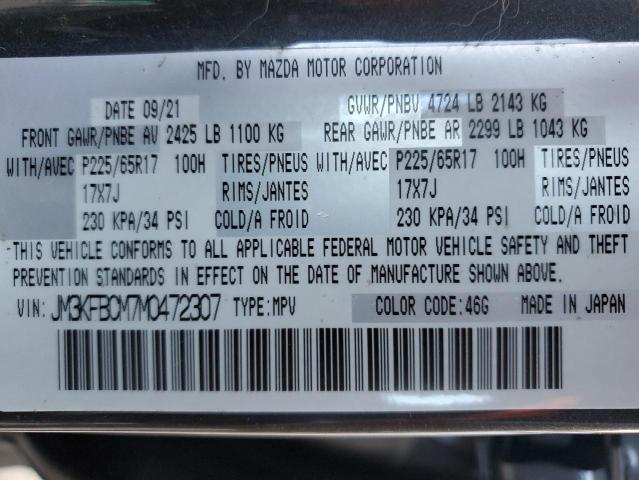 MFD. BY MAZDA MOTOR CORPORATION
DATE 09/21 GVWR/PNBV 4724 LB 2143 KG
FRONT GAWR/PNBE AV 2425 LB 1100 KG REAR GAWR/PNBE AR 2299 LB 1043 KG
WITH/AVEC P225/65R17 100H TIRES/PNEUS WITH/AVEC P225/65R17 100H TIRES/PNEUS
17X7J RIMS/JANTES 17X7J RIMS/JANTES
230 KPA/34 PSI COLD/A FROID 230 KPA/34 PSI COLD/A FROID
THIS VEHICLE CONFORMS TO ALL APPLICABLE FEDERAL MOTOR VEHICLE SAFETY AND THEFT
PREVENTION STANDARDS IN EFFECT ON THE DATE OF MANUFACTURE SHOWN ABOVE.
VIN: JM3KFBCM7M0472307 TYPE:MPV COLOR CODE:46G MADE IN JAPAN